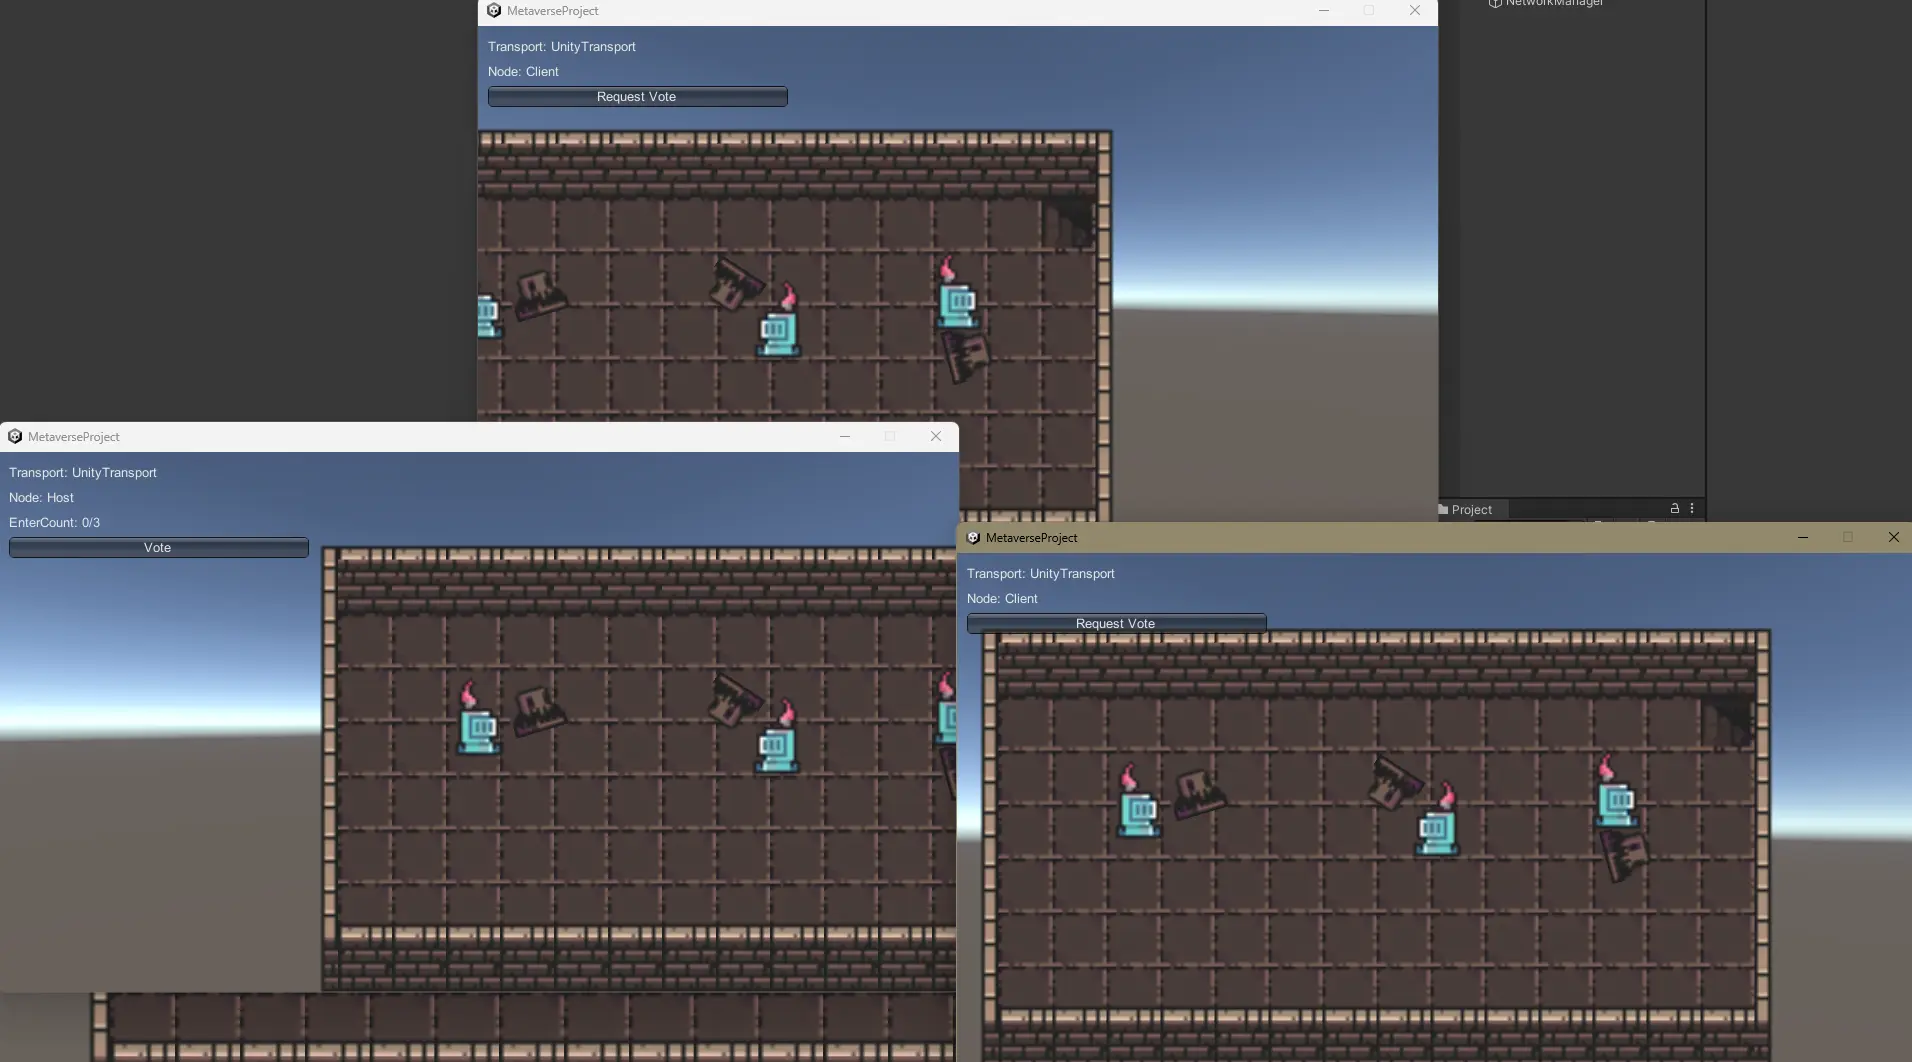 MetaverseProject
NetworkManager
Transport: UnityTransport
Node: Client
Request Vote
MetaverseProject
Transport: UnityTransport
Node: Host
EnterCount: 0/3
Vote
Project
MetaverseProject
Transport: UnityTransport
Node: Client
Request Vote